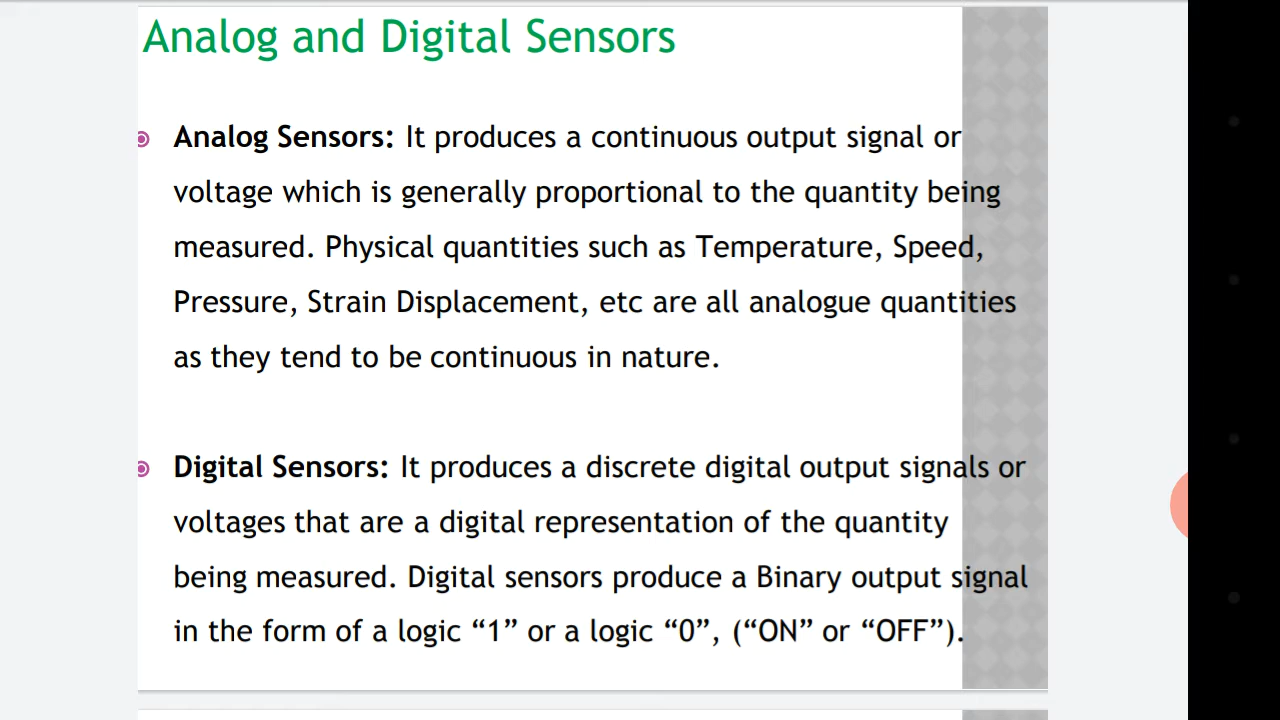 Analog and Digital Sensors
Analog Sensors: It produces a continuous output signal or
voltage which is generally proportional to the quantity being
measured. Physical quantities such as Temperature, Speed,
Pressure, Strain Displacement, etc are all analogue quantities
as they tend to be continuous in nature.
Digital Sensors: It produces a discrete digital output signals or
voltages that are a digital representation of the quantity
being measured. Digital sensors produce a Binary output signal
in the form of a logic “1” or a logic “0”, (“ON” or “OFF”).